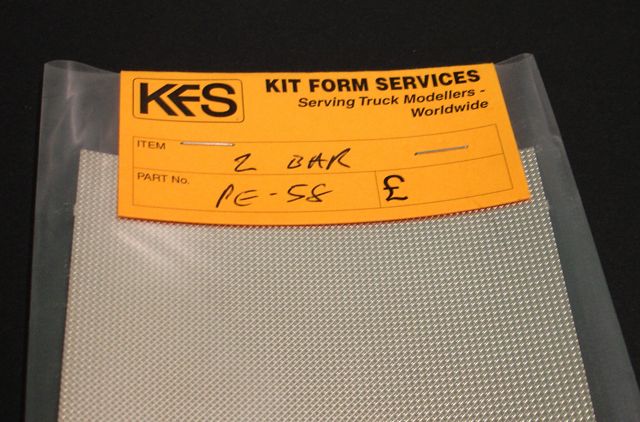 KFS
KIT FORM SERVICES
Serving Truck Modellers -
Worldwide
ITEM 2 BAR
PART No. PE-58 £